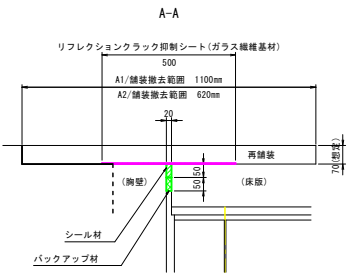 A-A
リフレクションクラック抑制シート(ガラス繊維基材)
500
A1/舗装撤去範囲 1100mm
A2/舗装撤去範囲 620mm
20
再舗装
70(想定)
(胸壁)
50
50
(床版)
シール材
バックアップ材